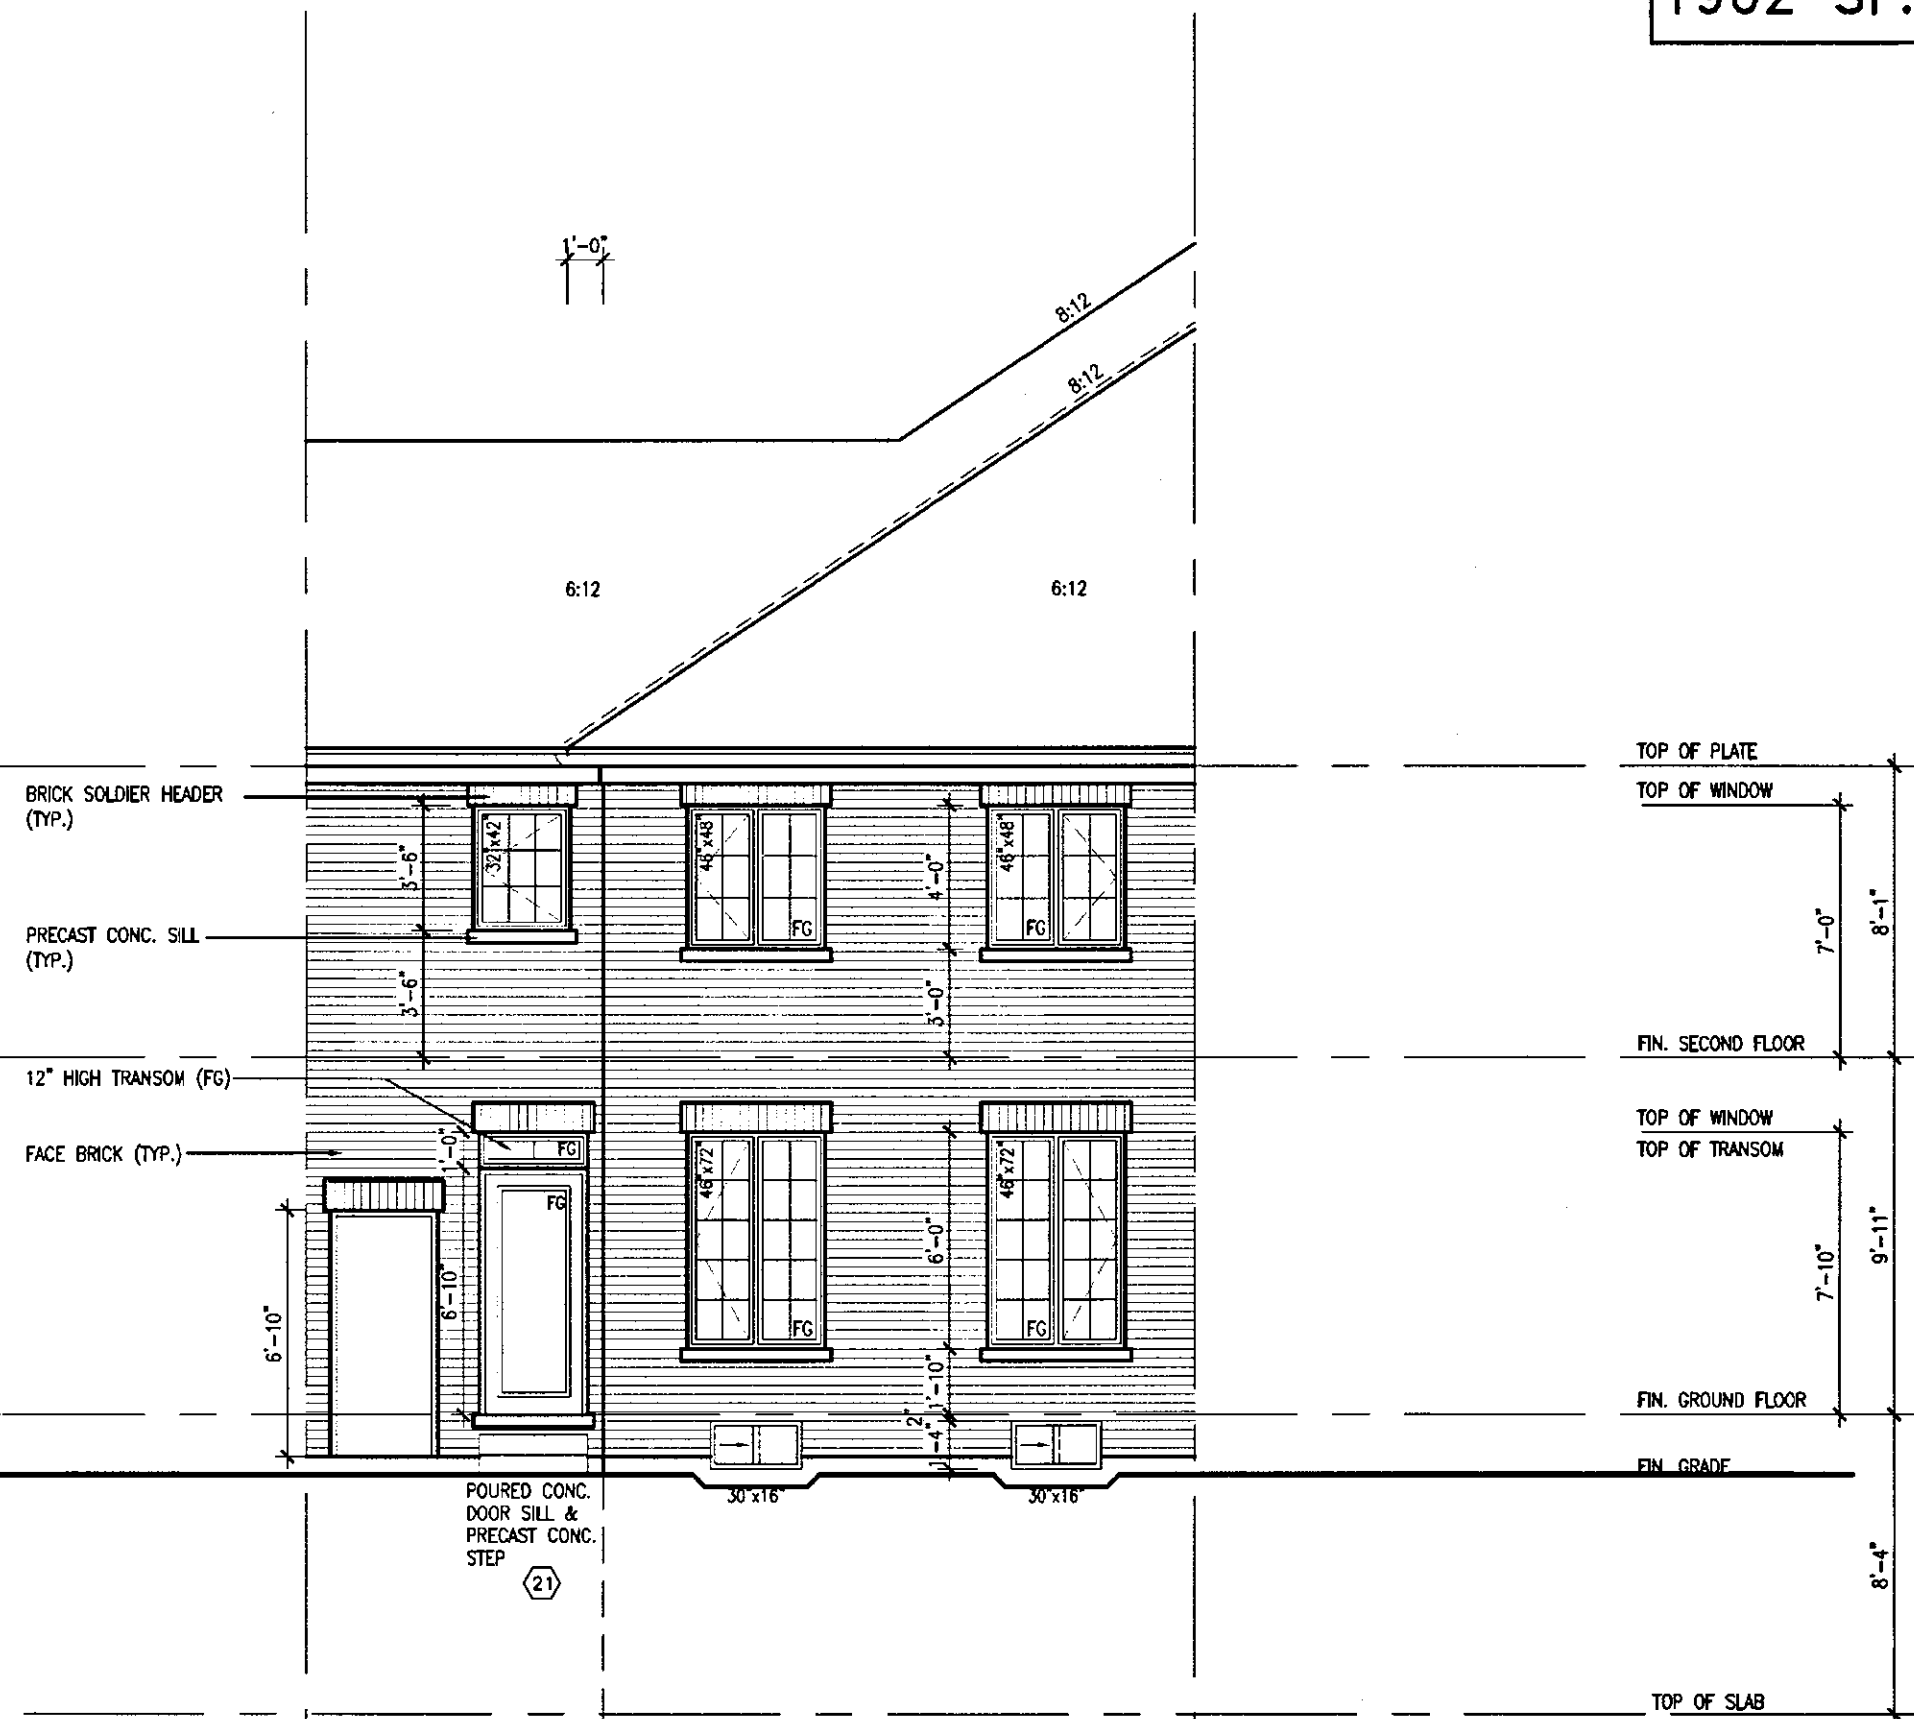 1'-0"
8:12
8:12
6:12
6:12
TOP OF PLATE
BRICK SOLDIER HEADER
(TYP.)
TOP OF WINDOW
32"x42"
46"x48"
46"x48"
3'-6"
4'-0"
FG
FG
7'-0"
8'-1"
PRECAST CONC. SILL
(TYP.)
3'-6"
3'-0"
FIN. SECOND FLOOR
12" HIGH TRANSOM (FG)
TOP OF WINDOW
TOP OF TRANSOM
FACE BRICK (TYP.)
1'-0"
FG
46"x72"
46"x72"
FG
6'-0"
9'-11"
7'-10"
6'-10"
6'-10"
FG
FG
1'-10"
FIN. GROUND FLOOR
2"
1'-4"
FIN. GRADE
30"x16"
30"x16"
POURED CONC.
DOOR SILL &
PRECAST CONC.
STEP
21
8'-4"
TOP OF SLAB